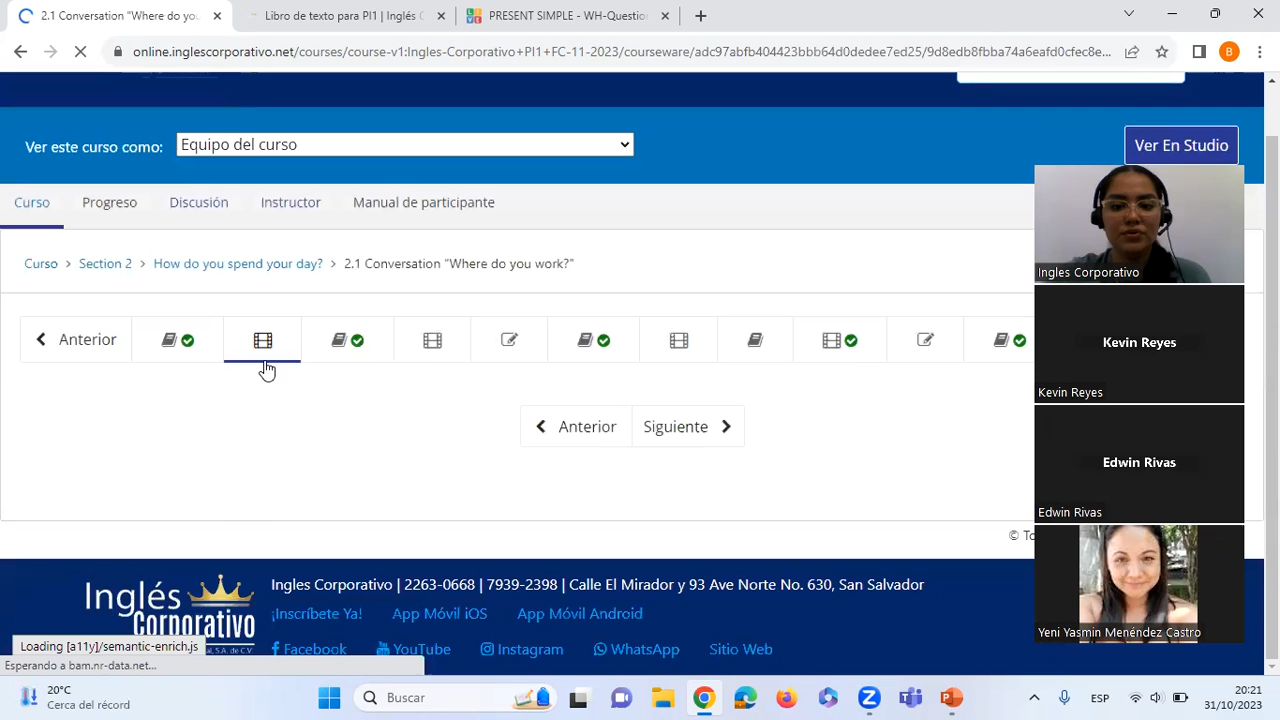 2.1 Conversation "Where do you
Libro de texto para PI1 | Inglés C
PRESENT SIMPLE - WH-Question
online.inglescorporativo.net/courses/course-v1:Ingles-Corporativo+PI1+FC-11-2023/courseware/adc97abfb404423bbb64d0dedee7ed25/9d8edb8fbba74a6eafd0cfec8e...
B
Ver este curso como:
Equipo del curso
Ver En Studio
Curso
Progreso
Discusión
Instructor
Manual de participante
Curso > Section 2 > How do you spend your day? > 2.1 Conversation "Where do you work?"
Anterior
Anterior
Siguiente
Ingles Corporativo
Kevin Reyes
Kevin Reyes
Edwin Rivas
Edwin Rivas
Yeni Yasmin Menéndez Castro
© To
Inglés
Corporativo
Ingles Corporativo | 2263-0668 | 7939-2398 | Calle El Mirador y 93 Ave Norte No. 630, San Salvador
¡Inscríbete Ya!
App Móvil iOS
App Móvil Android
Facebook
YouTube
Instagram
WhatsApp
Sitio Web
Loading [a11y]/semantic-enrich.js
Esperando a bam.nr-data.net...
20°C
Cerca del récord
Buscar
ESP
20:21
31/10/2023